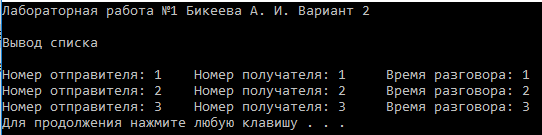 Лабораторная работа №1 Бикеева А. И. Вариант 2
Вывод списка
Номер отправителя: 1 Номер получателя: 1 Время разговора: 1
Номер отправителя: 2 Номер получателя: 2 Время разговора: 2
Номер отправителя: 3 Номер получателя: 3 Время разговора: 3
Для продолжения нажмите любую клавишу . . .